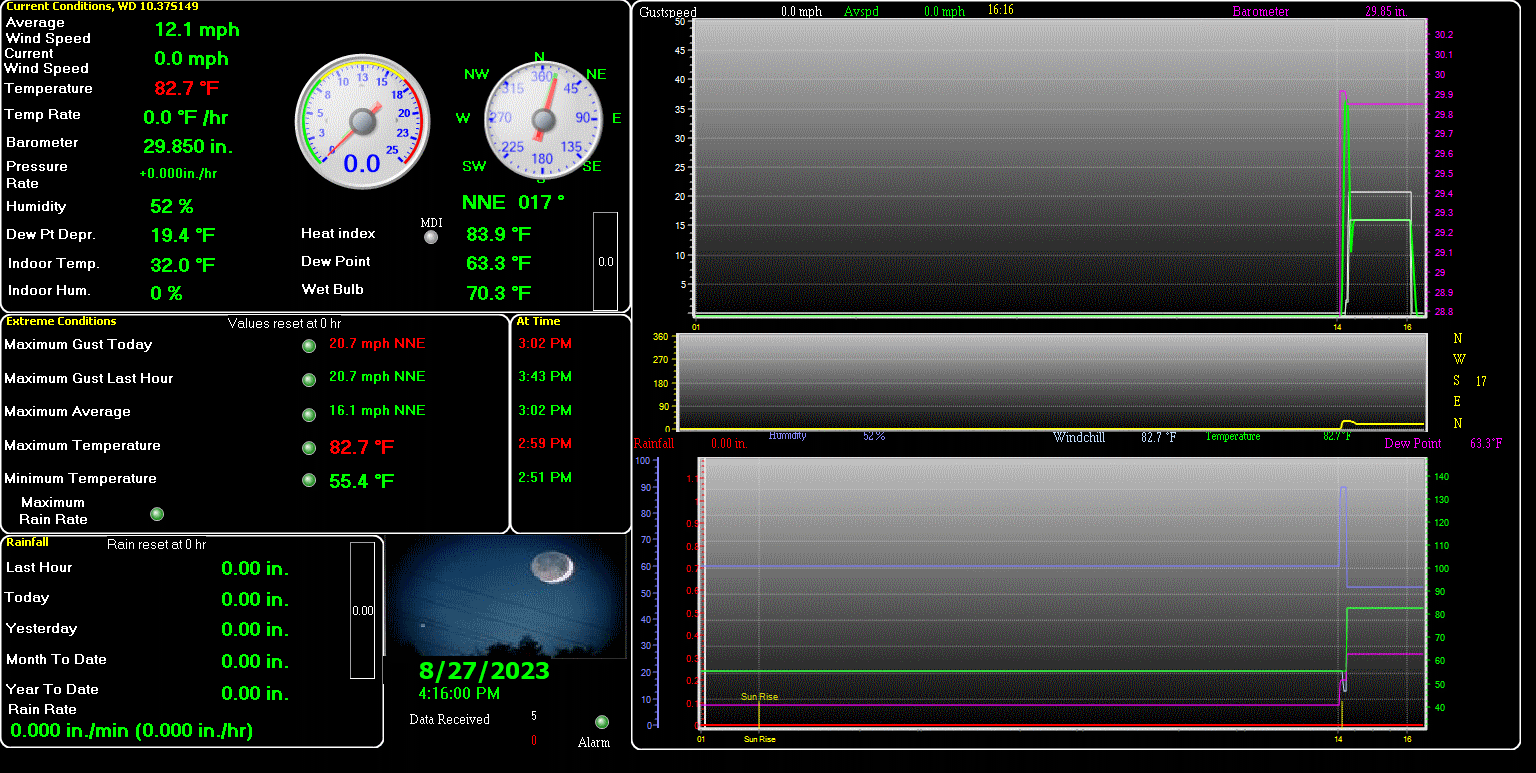 Current Conditions, WD 10.37S149
Average
Wind Speed
12.1 mph
Current
Wind Speed
0.0 mph
Temperature
82.7 °F
Temp Rate
0.0 °F /hr
Barometer
29.850 in.
Pressure
Rate
+0.000in./hr
Humidity
52 %
Dew Pt Depr.
19.4 °F
Indoor Temp.
32.0 °F
Indoor Hum.
0 %
0 3 5 8 10 13 15 18 20 23 25
0.0
N
NW
NE
W
E
SW
SE
S
360 45 90 135 180 225 270 315
NNE 017 °
MDI
Heat index
83.9 °F
Dew Point
63.3 °F
Wet Bulb
70.3 °F
0.0
Extreme Conditions
Values reset at 0 hr
At Time
Maximum Gust Today
20.7 mph NNE
3:02 PM
Maximum Gust Last Hour
20.7 mph NNE
3:43 PM
Maximum Average
16.1 mph NNE
3:02 PM
Maximum Temperature
82.7 °F
2:59 PM
Minimum Temperature
55.4 °F
2:51 PM
Maximum
Rain Rate
Rainfall
Rain reset at 0 hr
Last Hour
0.00 in.
Today
0.00 in.
Yesterday
0.00 in.
Month To Date
0.00 in.
Year To Date
0.00 in.
Rain Rate
0.000 in./min (0.000 in./hr)
0.00
8/27/2023
4:16:00 PM
Data Received
5
0
Alarm
Gustspeed 0.0 mph Avspd 0.0 mph 16:16 Barometer 29.85 in.
50
45
40
35
30
25
20
15
10
5
30.2
30.1
30
29.9
29.8
29.7
29.6
29.5
29.4
29.3
29.2
29.1
29
28.9
28.8
01 14 16
360
270
180
90
0
N
W
S 17
E
N
Rainfall 0.00 in. Humidity 52 % Windchill 82.7 °F Temperature 82.7°F Dew Point 63.3°F
100
90
80
70
60
50
40
30
20
10
0
1.1
1
0.9
0.8
0.7
0.6
0.5
0.4
0.3
0.2
0.1
0
140
130
120
110
100
90
80
70
60
50
40
Sun Rise
01 Sun Rise 14 16